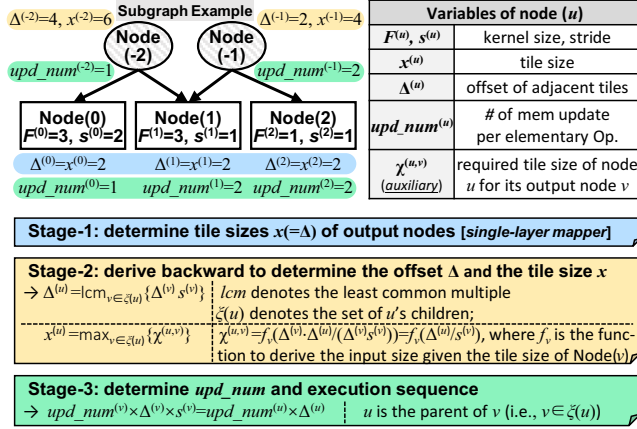 Subgraph Example
Δ⁽⁻²⁾=4, x⁽⁻²⁾=6
Δ⁽⁻¹⁾=2, x⁽⁻¹⁾=4
Node
(-2)
Node
(-1)
upd_num⁽⁻²⁾=1
upd_num⁽⁻¹⁾=2
Node(0)
F⁽⁰⁾=3, s⁽⁰⁾=2
Node(1)
F⁽¹⁾=3, s⁽¹⁾=1
Node(2)
F⁽²⁾=1, s⁽²⁾=1
Δ⁽⁰⁾=x⁽⁰⁾=2 Δ⁽¹⁾=x⁽¹⁾=2 Δ⁽²⁾=x⁽²⁾=2
upd_num⁽⁰⁾=1 upd_num⁽¹⁾=2 upd_num⁽²⁾=2
Variables of node (u)
F⁽ᵘ⁾, s⁽ᵘ⁾ kernel size, stride
x⁽ᵘ⁾ tile size
Δ⁽ᵘ⁾ offset of adjacent tiles
upd_num⁽ᵘ⁾ # of mem update
per elementary Op.
χ⁽ᵘ,ᵛ⁾ (auxiliary) required tile size of node
u for its output node v
Stage-1: determine tile sizes x(=Δ) of output nodes [single-layer mapper]
Stage-2: derive backward to determine the offset Δ and the tile size x
→ Δ⁽ᵘ⁾=lcm_{v∈ξ(u)}{Δ⁽ᵛ⁾s⁽ᵛ⁾} lcm denotes the least common multiple
ξ(u) denotes the set of u's children;
x⁽ᵘ⁾=max_{v∈ξ(u)}{χ⁽ᵘ,ᵛ⁾} χ⁽ᵘ,ᵛ⁾=f_v(Δ⁽ᵛ⁾·Δ⁽ᵘ⁾/(Δ⁽ᵛ⁾s⁽ᵛ⁾))=f_v(Δ⁽ᵘ⁾/s⁽ᵛ⁾), where f_v is the func-
tion to derive the input size given the tile size of Node(v)
Stage-3: determine upd_num and execution sequence
→ upd_num⁽ᵛ⁾×Δ⁽ᵛ⁾×s⁽ᵛ⁾=upd_num⁽ᵘ⁾×Δ⁽ᵘ⁾ u is the parent of v (i.e., v∈ξ(u))